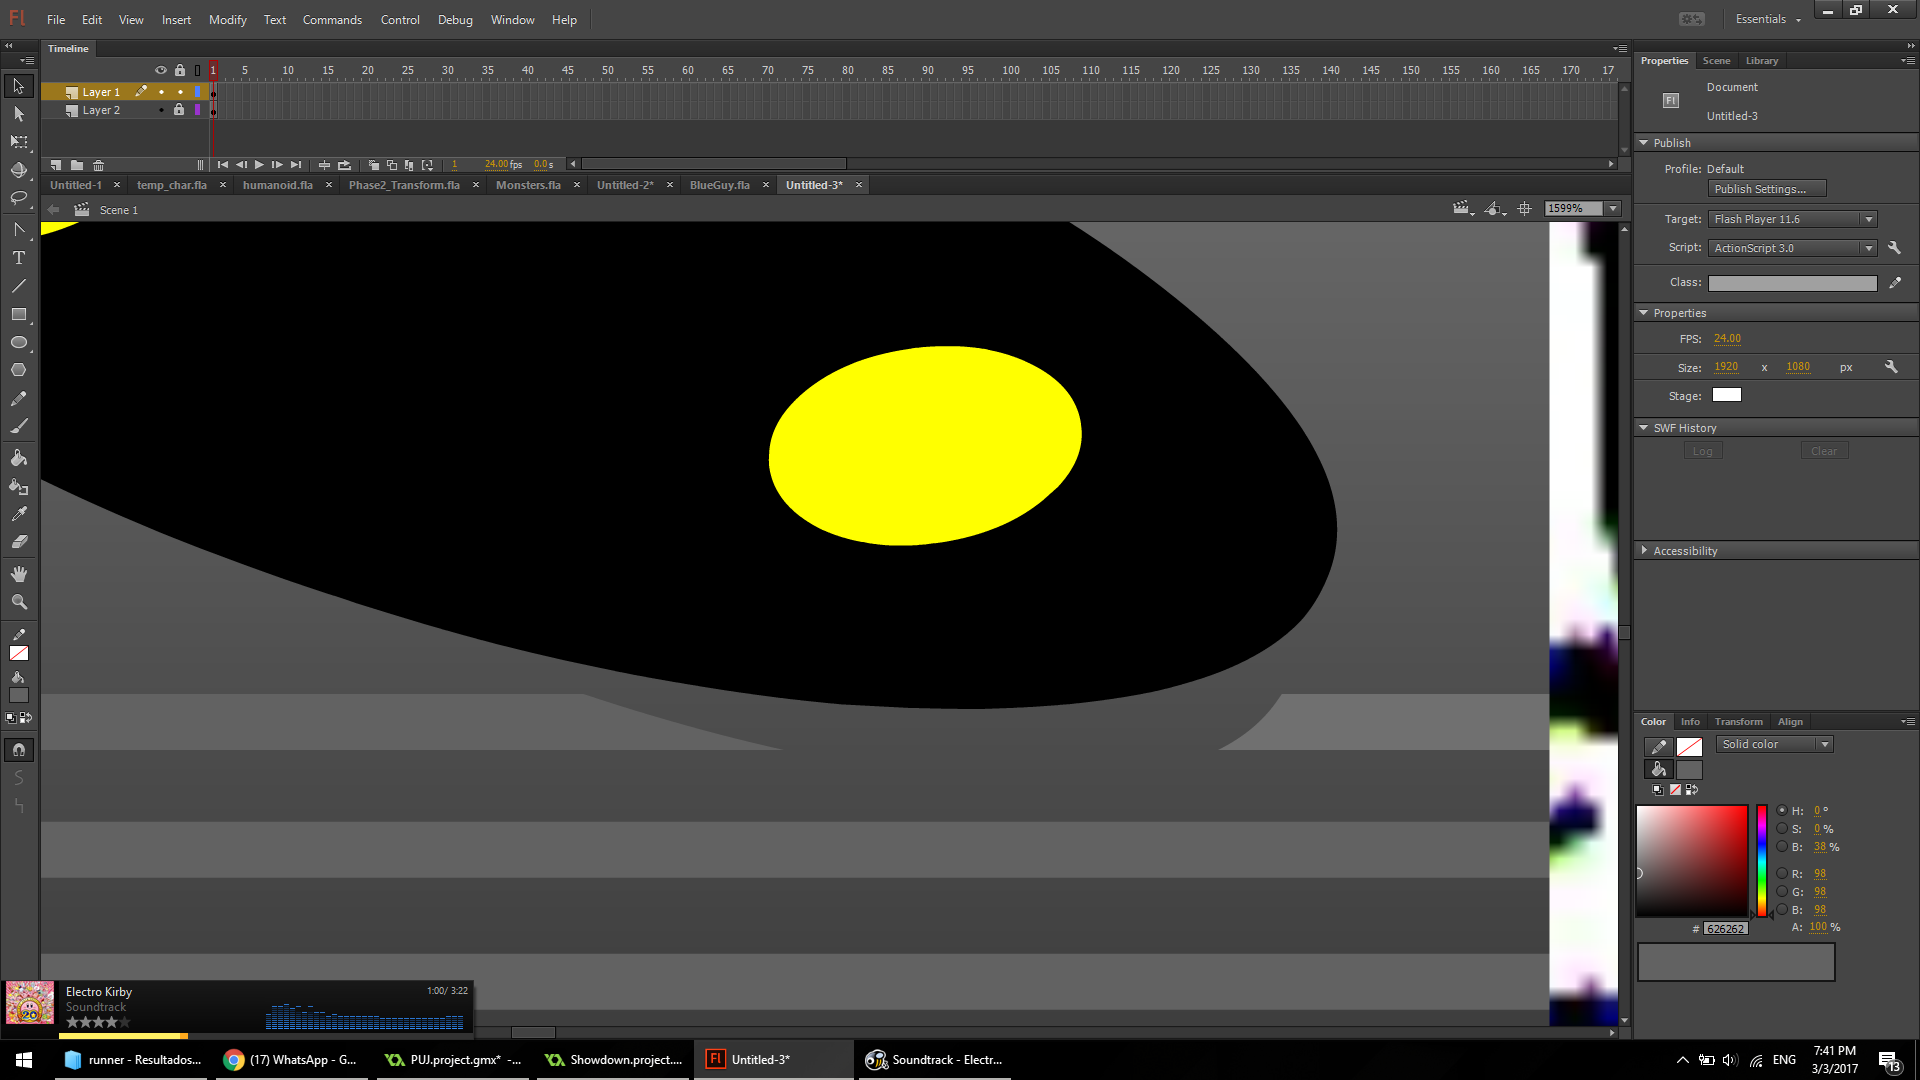 Fl File Edit View Insert Modify Text Commands Control Debug Window Help Essentials
Timeline
1 5 10 15 20 25 30 35 40 45 50 55 60 65 70 75 80 85 90 95 100 105 110 115 120 125 130 135 140 145 150 155 160 165 170 17
Layer 1
Layer 2
1 24.00 fps 0.0 s
Untitled-1 × temp_char.fla × humanoid.fla × Phase2_Transform.fla × Monsters.fla × Untitled-2* × BlueGuy.fla × Untitled-3* ×
Scene 1 1599%
T
Properties Scene Library
Fl
Document
Untitled-3
Publish
Profile: Default
Publish Settings...
Target: Flash Player 11.6
Script: ActionScript 3.0
Class:
Properties
FPS: 24.00
Size: 1920 x 1080 px
Stage:
SWF History
Log Clear
Accessibility
Color Info Transform Align
Solid color
H: 0 °
S: 0 %
B: 38 %
R: 98
G: 98
B: 98
# 626262 A: 100 %
Electro Kirby 1:00/ 3:22
Soundtrack
20
runner - Resultados... (17) WhatsApp - G... PUJ.project.gmx* -... Showdown.project.... Fl Untitled-3* Soundtrack - Electr... ENG
7:41 PM
3/3/2017
13